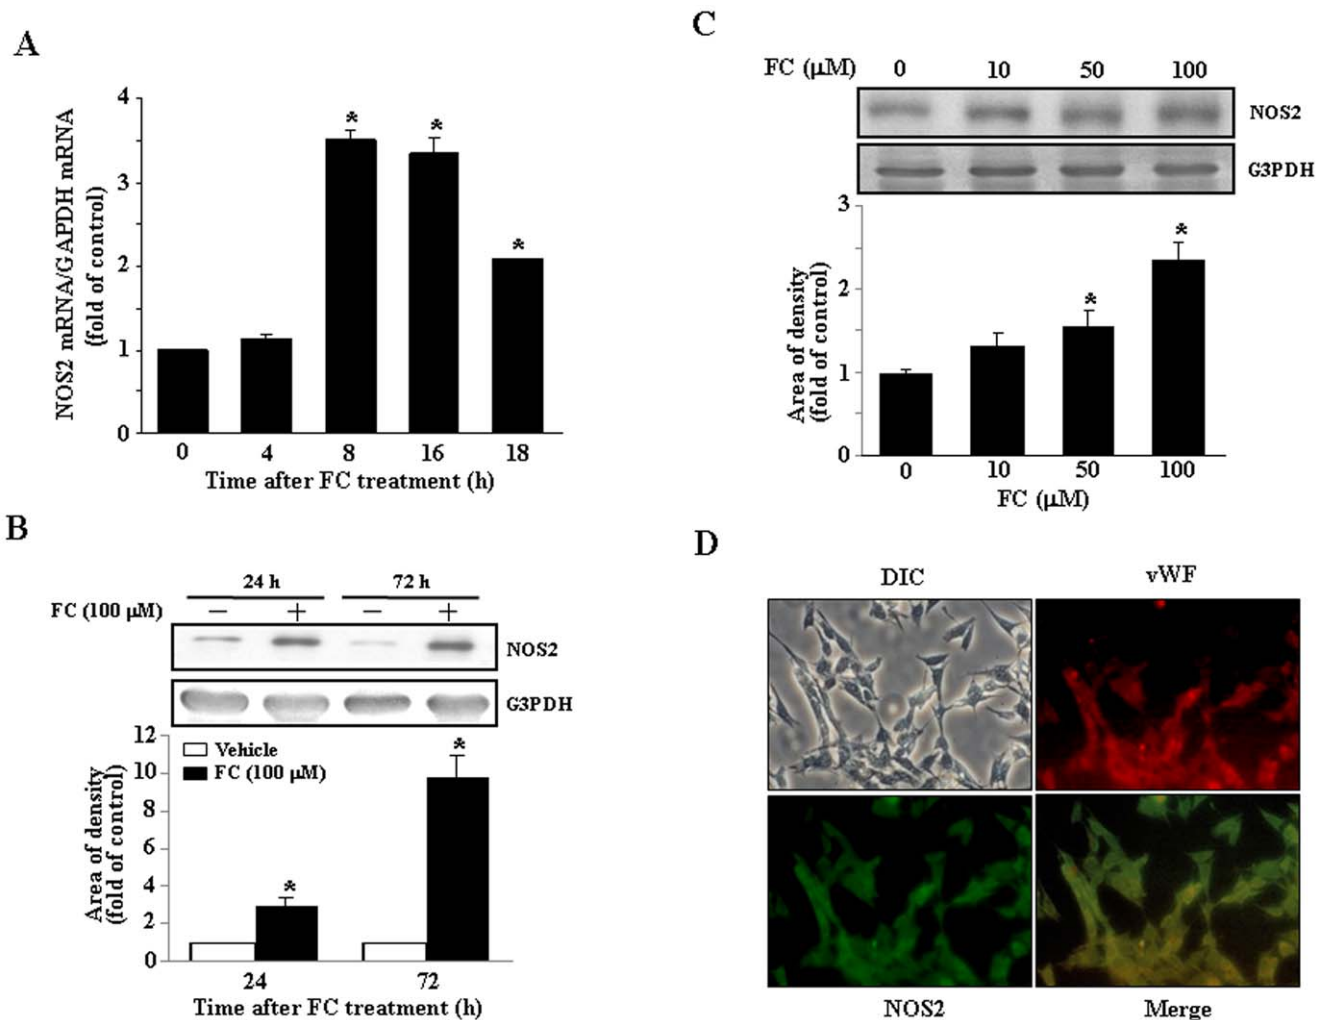 A
4
3
2
1
0
NOS2 mRNA/GAPDH mRNA
(fold of control)
*
*
*
0 4 8 16 18
Time after FC treatment (h)
B
24 h 72 h
FC (100 µM) − + − +
NOS2
G3PDH
12
10
8
6
4
2
0
Area of density
(fold of control)
Vehicle
FC (100 µM)
*
*
24 72
Time after FC treatment (h)
C
FC (µM) 0 10 50 100
NOS2
G3PDH
3
2
1
0
Area of density
(fold of control)
*
*
0 10 50 100
FC (µM)
D
DIC vWF
NOS2 Merge